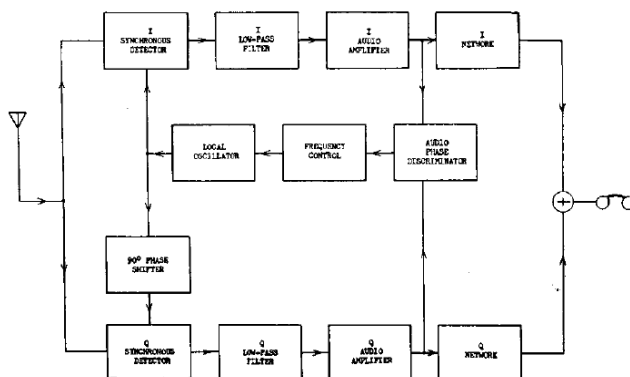 I
SYNCHRONOUS
DETECTOR
I
LOW-PASS
FILTER
I
AUDIO
AMPLIFIER
I
NETWORK
LOCAL
OSCILLATOR
FREQUENCY
CONTROL
AUDIO
PHASE
DISCRIMINATOR
90° PHASE
SHIFTER
Q
SYNCHRONOUS
DETECTOR
Q
LOW-PASS
FILTER
Q
AUDIO
AMPLIFIER
Q
NETWORK